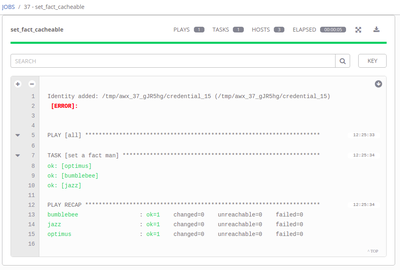 JOBS / 37 - set_fact_cacheable
set_fact_cacheable
PLAYS 1 TASKS 1 HOSTS 3 ELAPSED 00:00:05
SEARCH KEY
1 Identity added: /tmp/awx_37_gJR5hg/credential_15 (/tmp/awx_37_gJR5hg/credential_15)
2 [ERROR]:
3
4
5 PLAY [all] ****************************************************************** 12:25:33
6
7 TASK [set a fact man] ******************************************************* 12:25:34
8 ok: [optimus]
9 ok: [bumblebee]
10 ok: [jazz]
11
12 PLAY RECAP ****************************************************************** 12:25:34
13 bumblebee : ok=1 changed=0 unreachable=0 failed=0
14 jazz : ok=1 changed=0 unreachable=0 failed=0
15 optimus : ok=1 changed=0 unreachable=0 failed=0
16